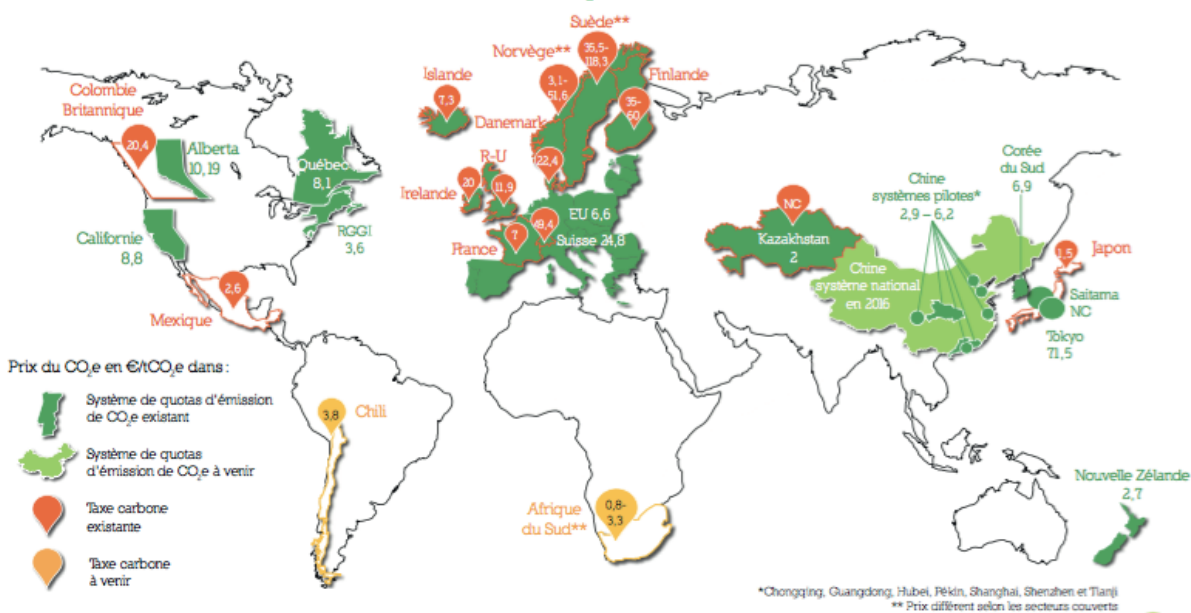 Suède**
35,5-
118,3
Norvège**
3,1-
51,6
Finlande
35-
60
Islande
7,3
Danemark
22,4
Colombie
Britannique
20,4
Alberta
10,19
Québec
8,1
RGGI
3,6
Californie
8,8
Mexique
2,6
R-U
11,9
Irelande
20
EU 6,6
Suisse 24,8
49,4
France
7
NC
Kazakhstan
2
Chine
systèmes pilotes*
2,9 – 6,2
Corée
du Sud
6,9
Chine
système national
en 2016
1,5
Japon
Saitama
NC
Tokyo
71,5
Prix du CO₂e en €/tCO₂e dans :
Système de quotas d'émission
de CO₂e existant
Système de quotas
d'émission de CO₂e à venir
Taxe carbone
existante
Taxe carbone
à venir
3,8
Chili
Afrique
du Sud**
0,8-
3,3
Nouvelle Zélande
2,7
*Chongqing, Guangdong, Hubei, Pékin, Shanghai, Shenzhen et Tianji
** Prix différent selon les secteurs couverts